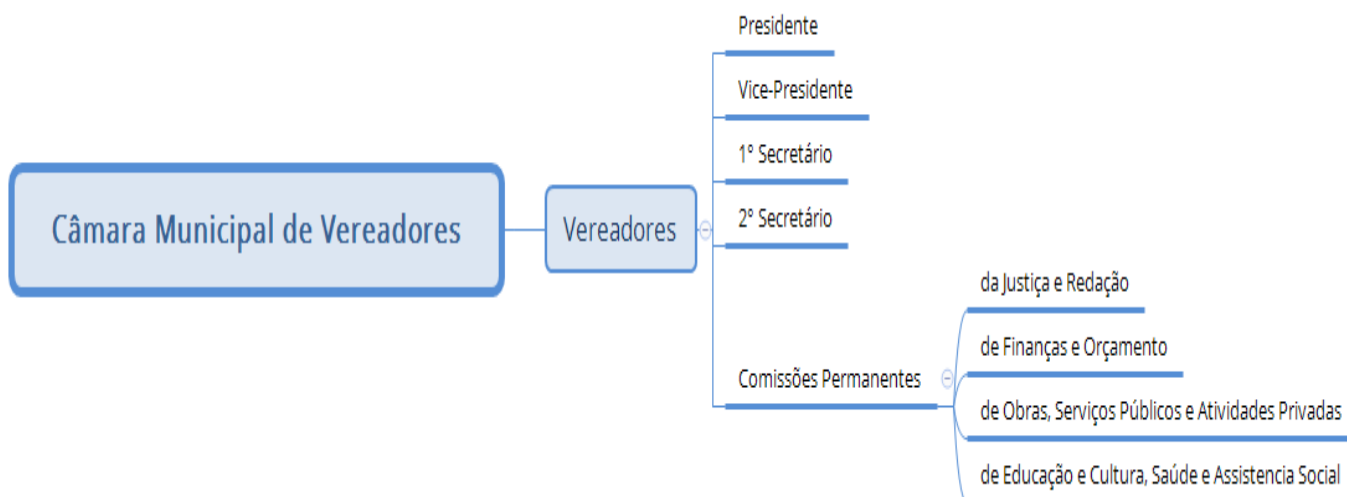 Câmara Municipal de Vereadores
Vereadores
Presidente
Vice-Presidente
1° Secretário
2° Secretário
Comissões Permanentes
da Justiça e Redação
de Finanças e Orçamento
de Obras, Serviços Públicos e Atividades Privadas
de Educação e Cultura, Saúde e Assistencia Social